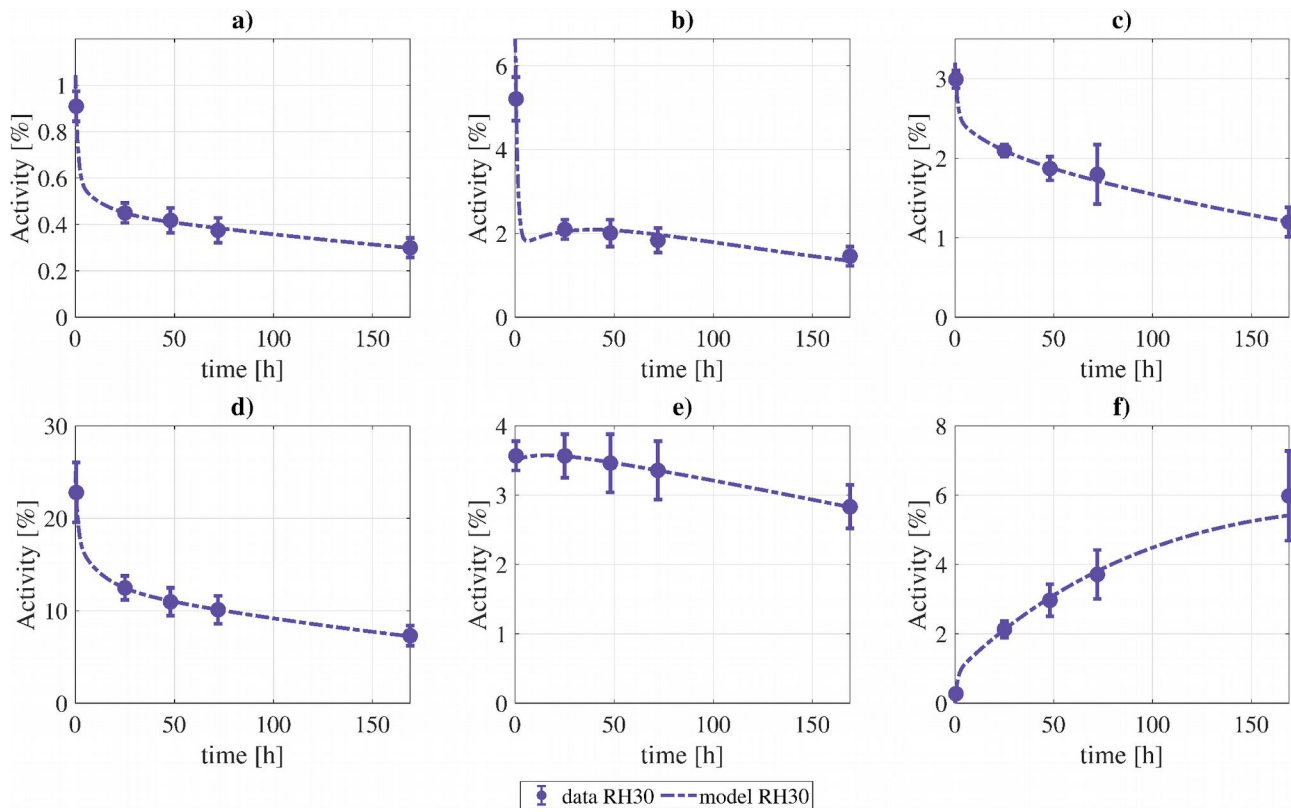 a) b) c)
1 6 3
0.8
0.6 4 2
0.4 2 1
0.2
0 0 0
Activity [%] Activity [%] Activity [%]
0 50 100 150 0 50 100 150 0 50 100 150
time [h] time [h] time [h]
d) e) f)
30 4 8
20 3 6
2 4
10 1 2
0 0 0
Activity [%] Activity [%] Activity [%]
0 50 100 150 0 50 100 150 0 50 100 150
time [h] time [h] time [h]
data RH30 model RH30